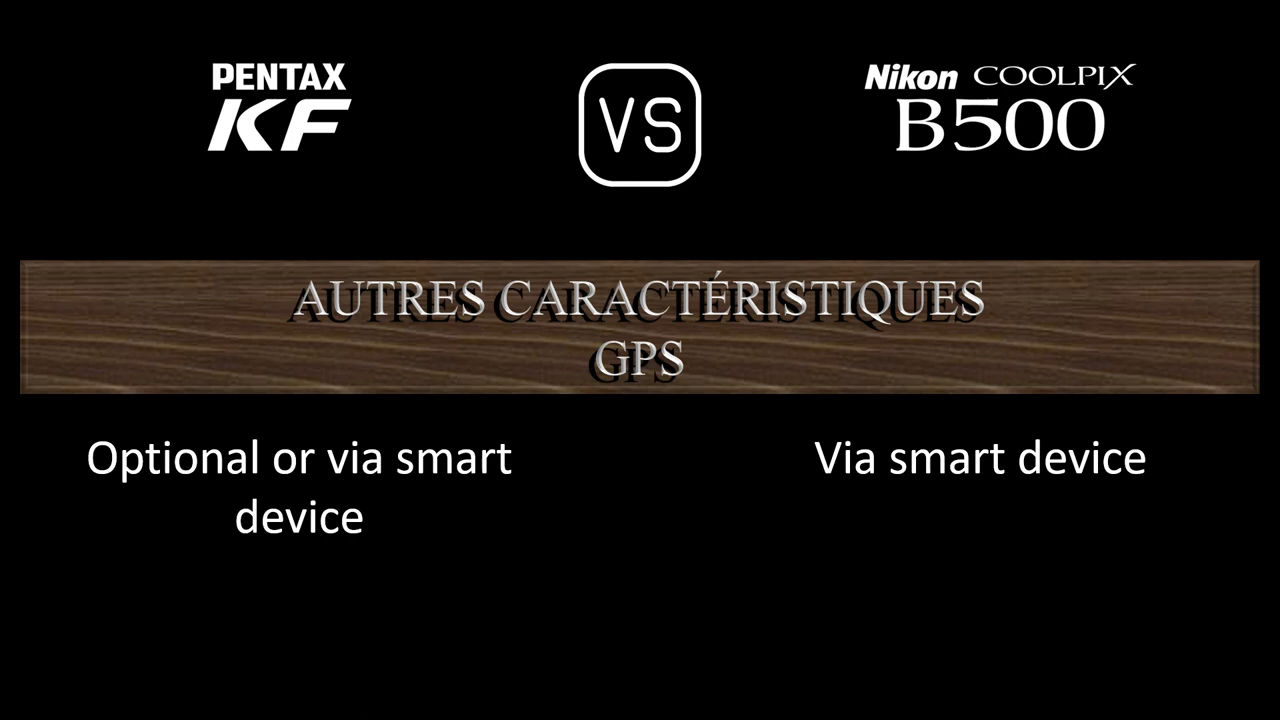 PENTAX
KF
VS
Nikon COOLPIX
B500
AUTRES CARACTÉRISTIQUES
GPS
Optional or via smart
device
Via smart device